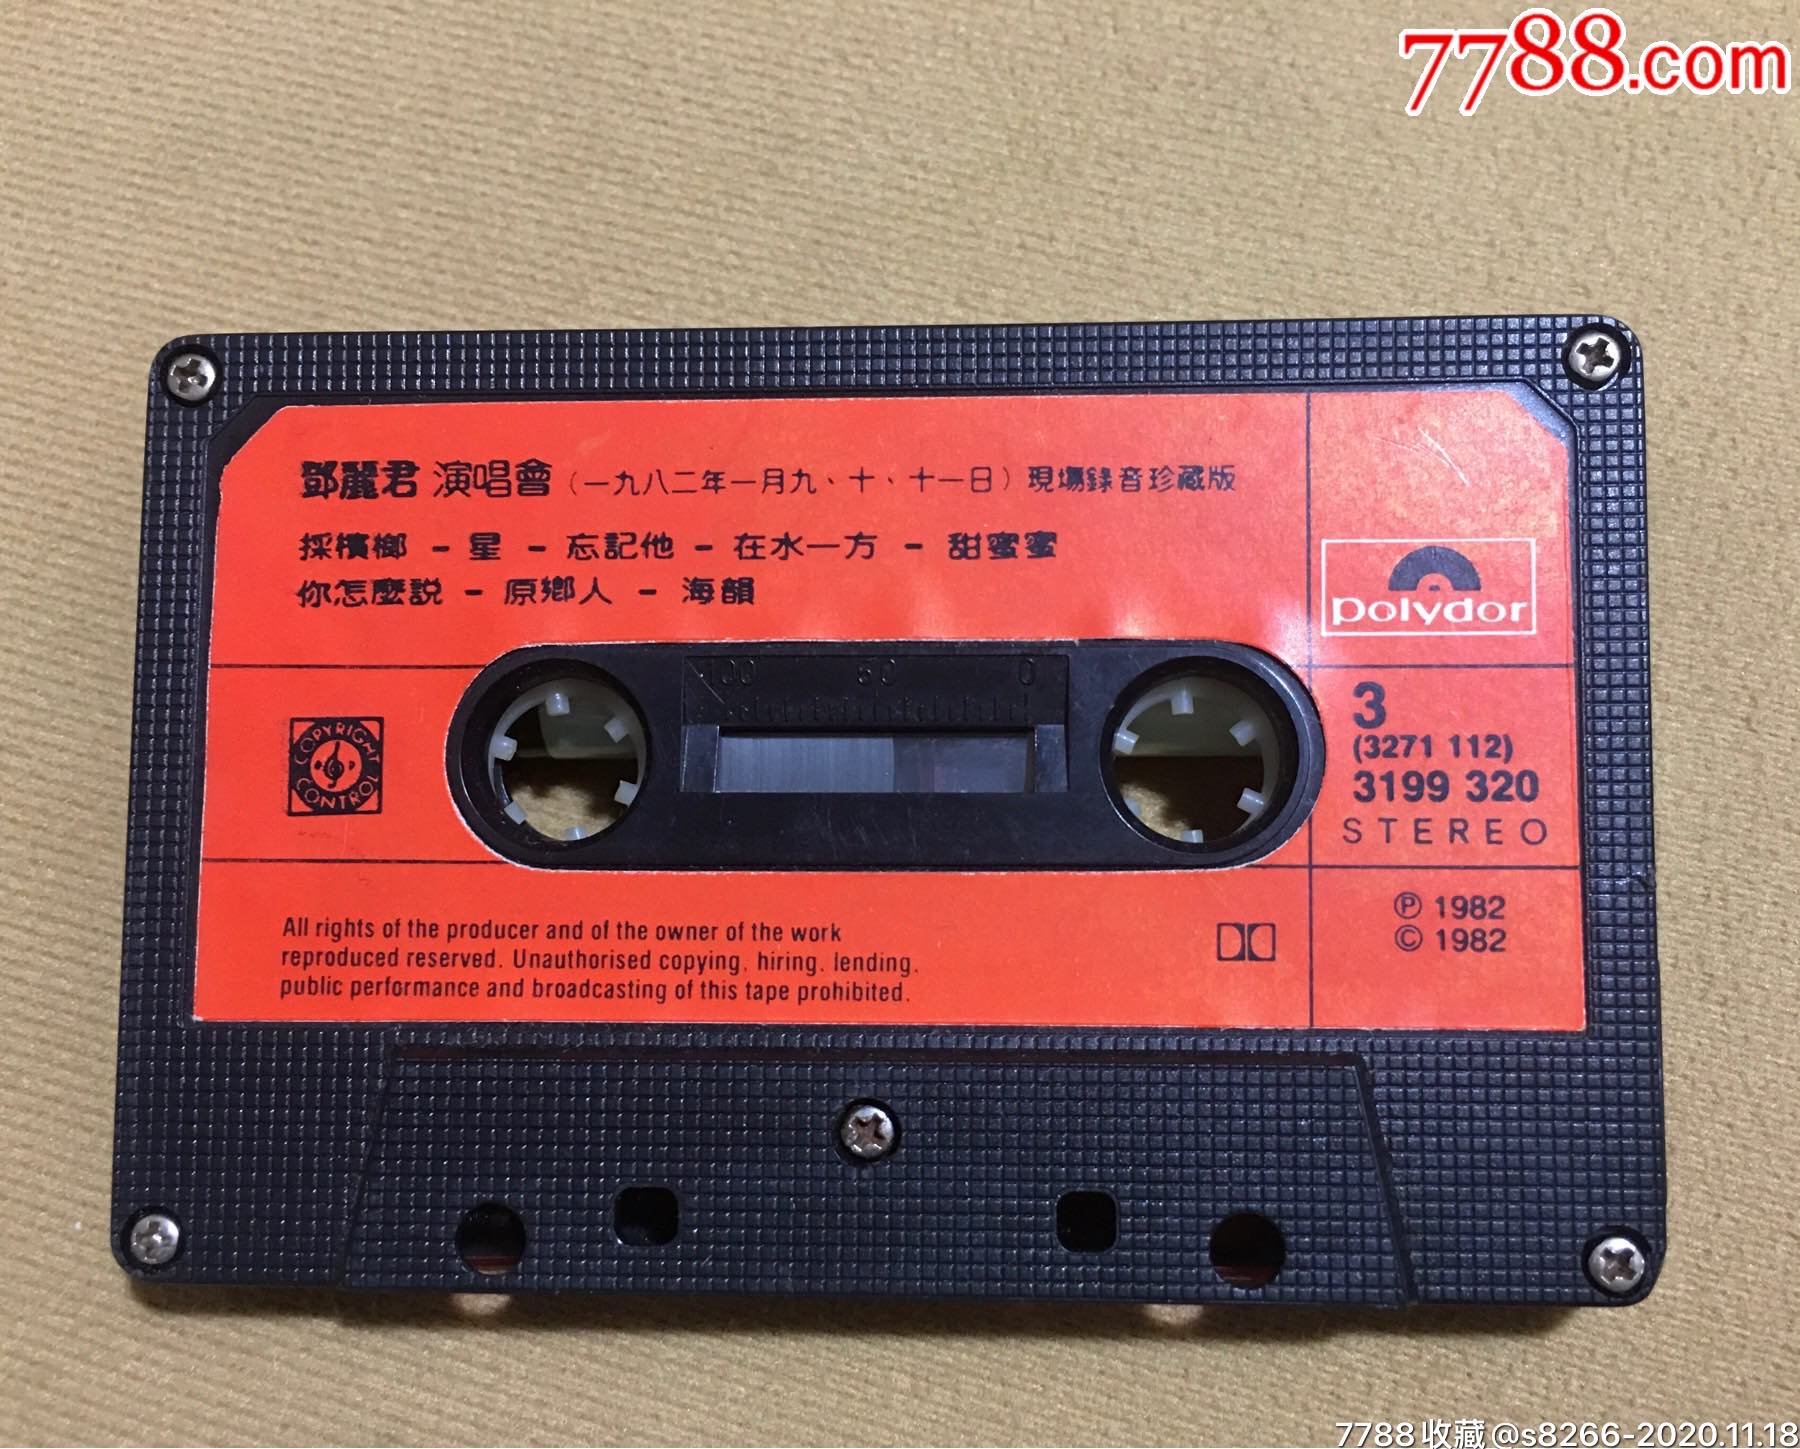 7788.com
鄧麗君 演唱會（一九八二年一月九、十、十一日）現場錄音珍藏版
採檳榔 - 星 - 忘記他 - 在水一方 - 甜蜜蜜
你怎麼説 - 原鄉人 - 海韻
polydor
100 50 0
3
(3271 112)
3199 320
STEREO
COPYRIGHT CONTROL
All rights of the producer and of the owner of the work
reproduced reserved. Unauthorised copying, hiring, lending,
public performance and broadcasting of this tape prohibited.
Ⓟ 1982
© 1982
7788收藏@s8266-2020.11.18